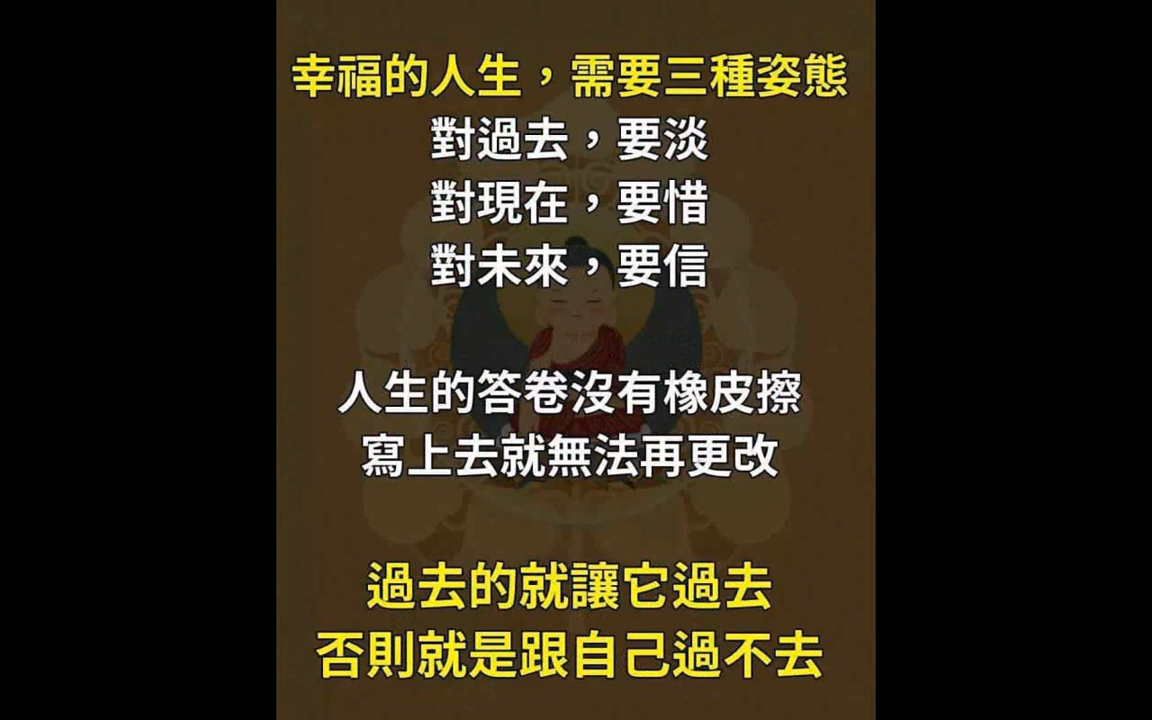 幸福的人生，需要三種姿態
對過去，要淡
對現在，要惜
對未來，要信
人生的答卷沒有橡皮擦
寫上去就無法再更改
過去的就讓它過去
否則就是跟自己過不去